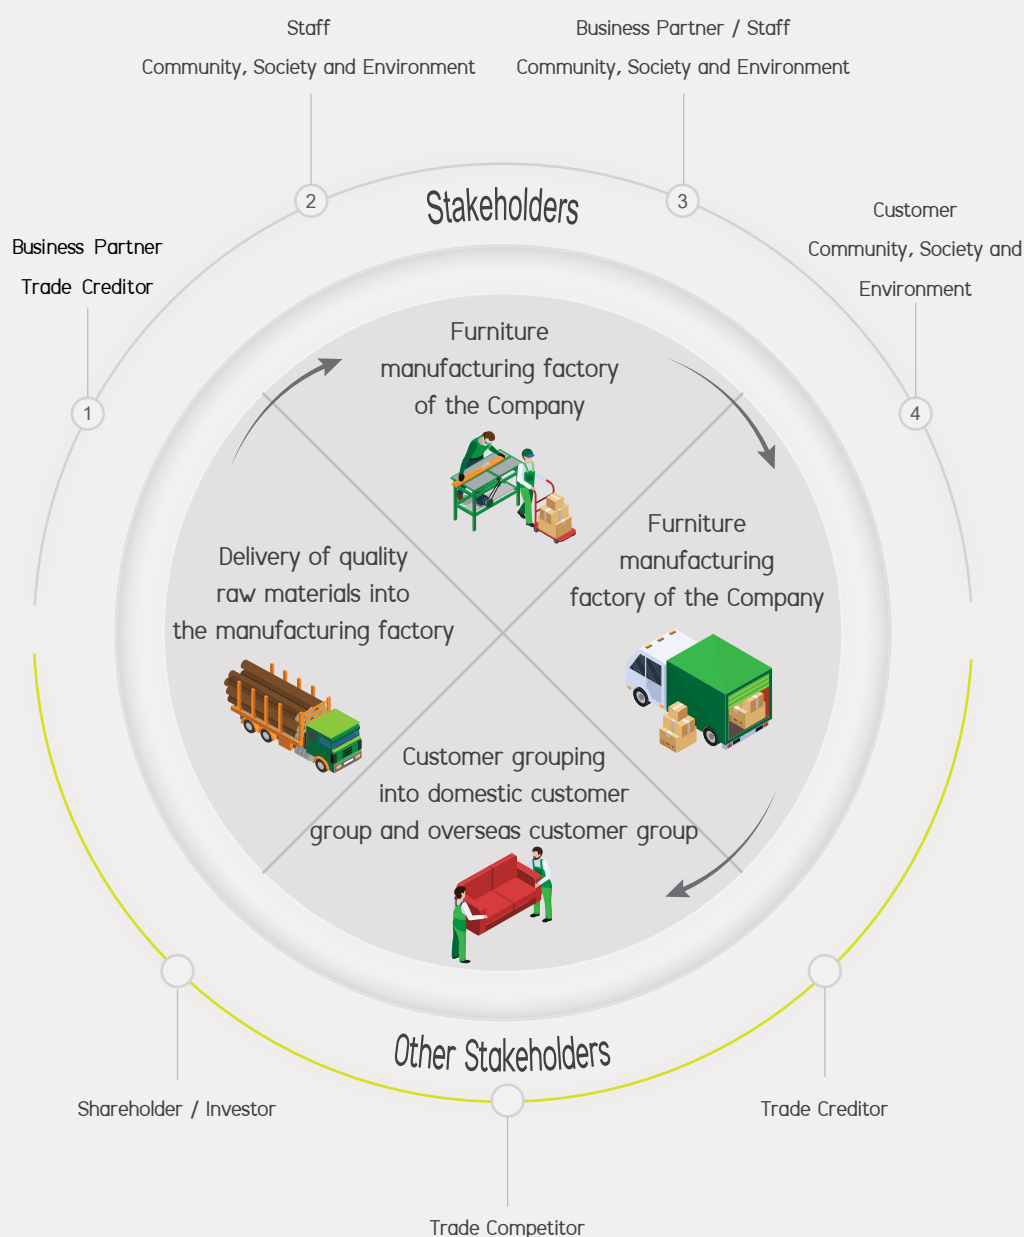 Staff
Community, Society and Environment
Business Partner / Staff
Community, Society and Environment
2
3
Stakeholders
Customer
Community, Society and
Environment
Business Partner
Trade Creditor
1
4
Furniture
manufacturing factory
of the Company
Furniture
manufacturing
factory of the Company
Delivery of quality
raw materials into
the manufacturing factory
Customer grouping
into domestic customer
group and overseas customer group
Other Stakeholders
Shareholder / Investor
Trade Creditor
Trade Competitor